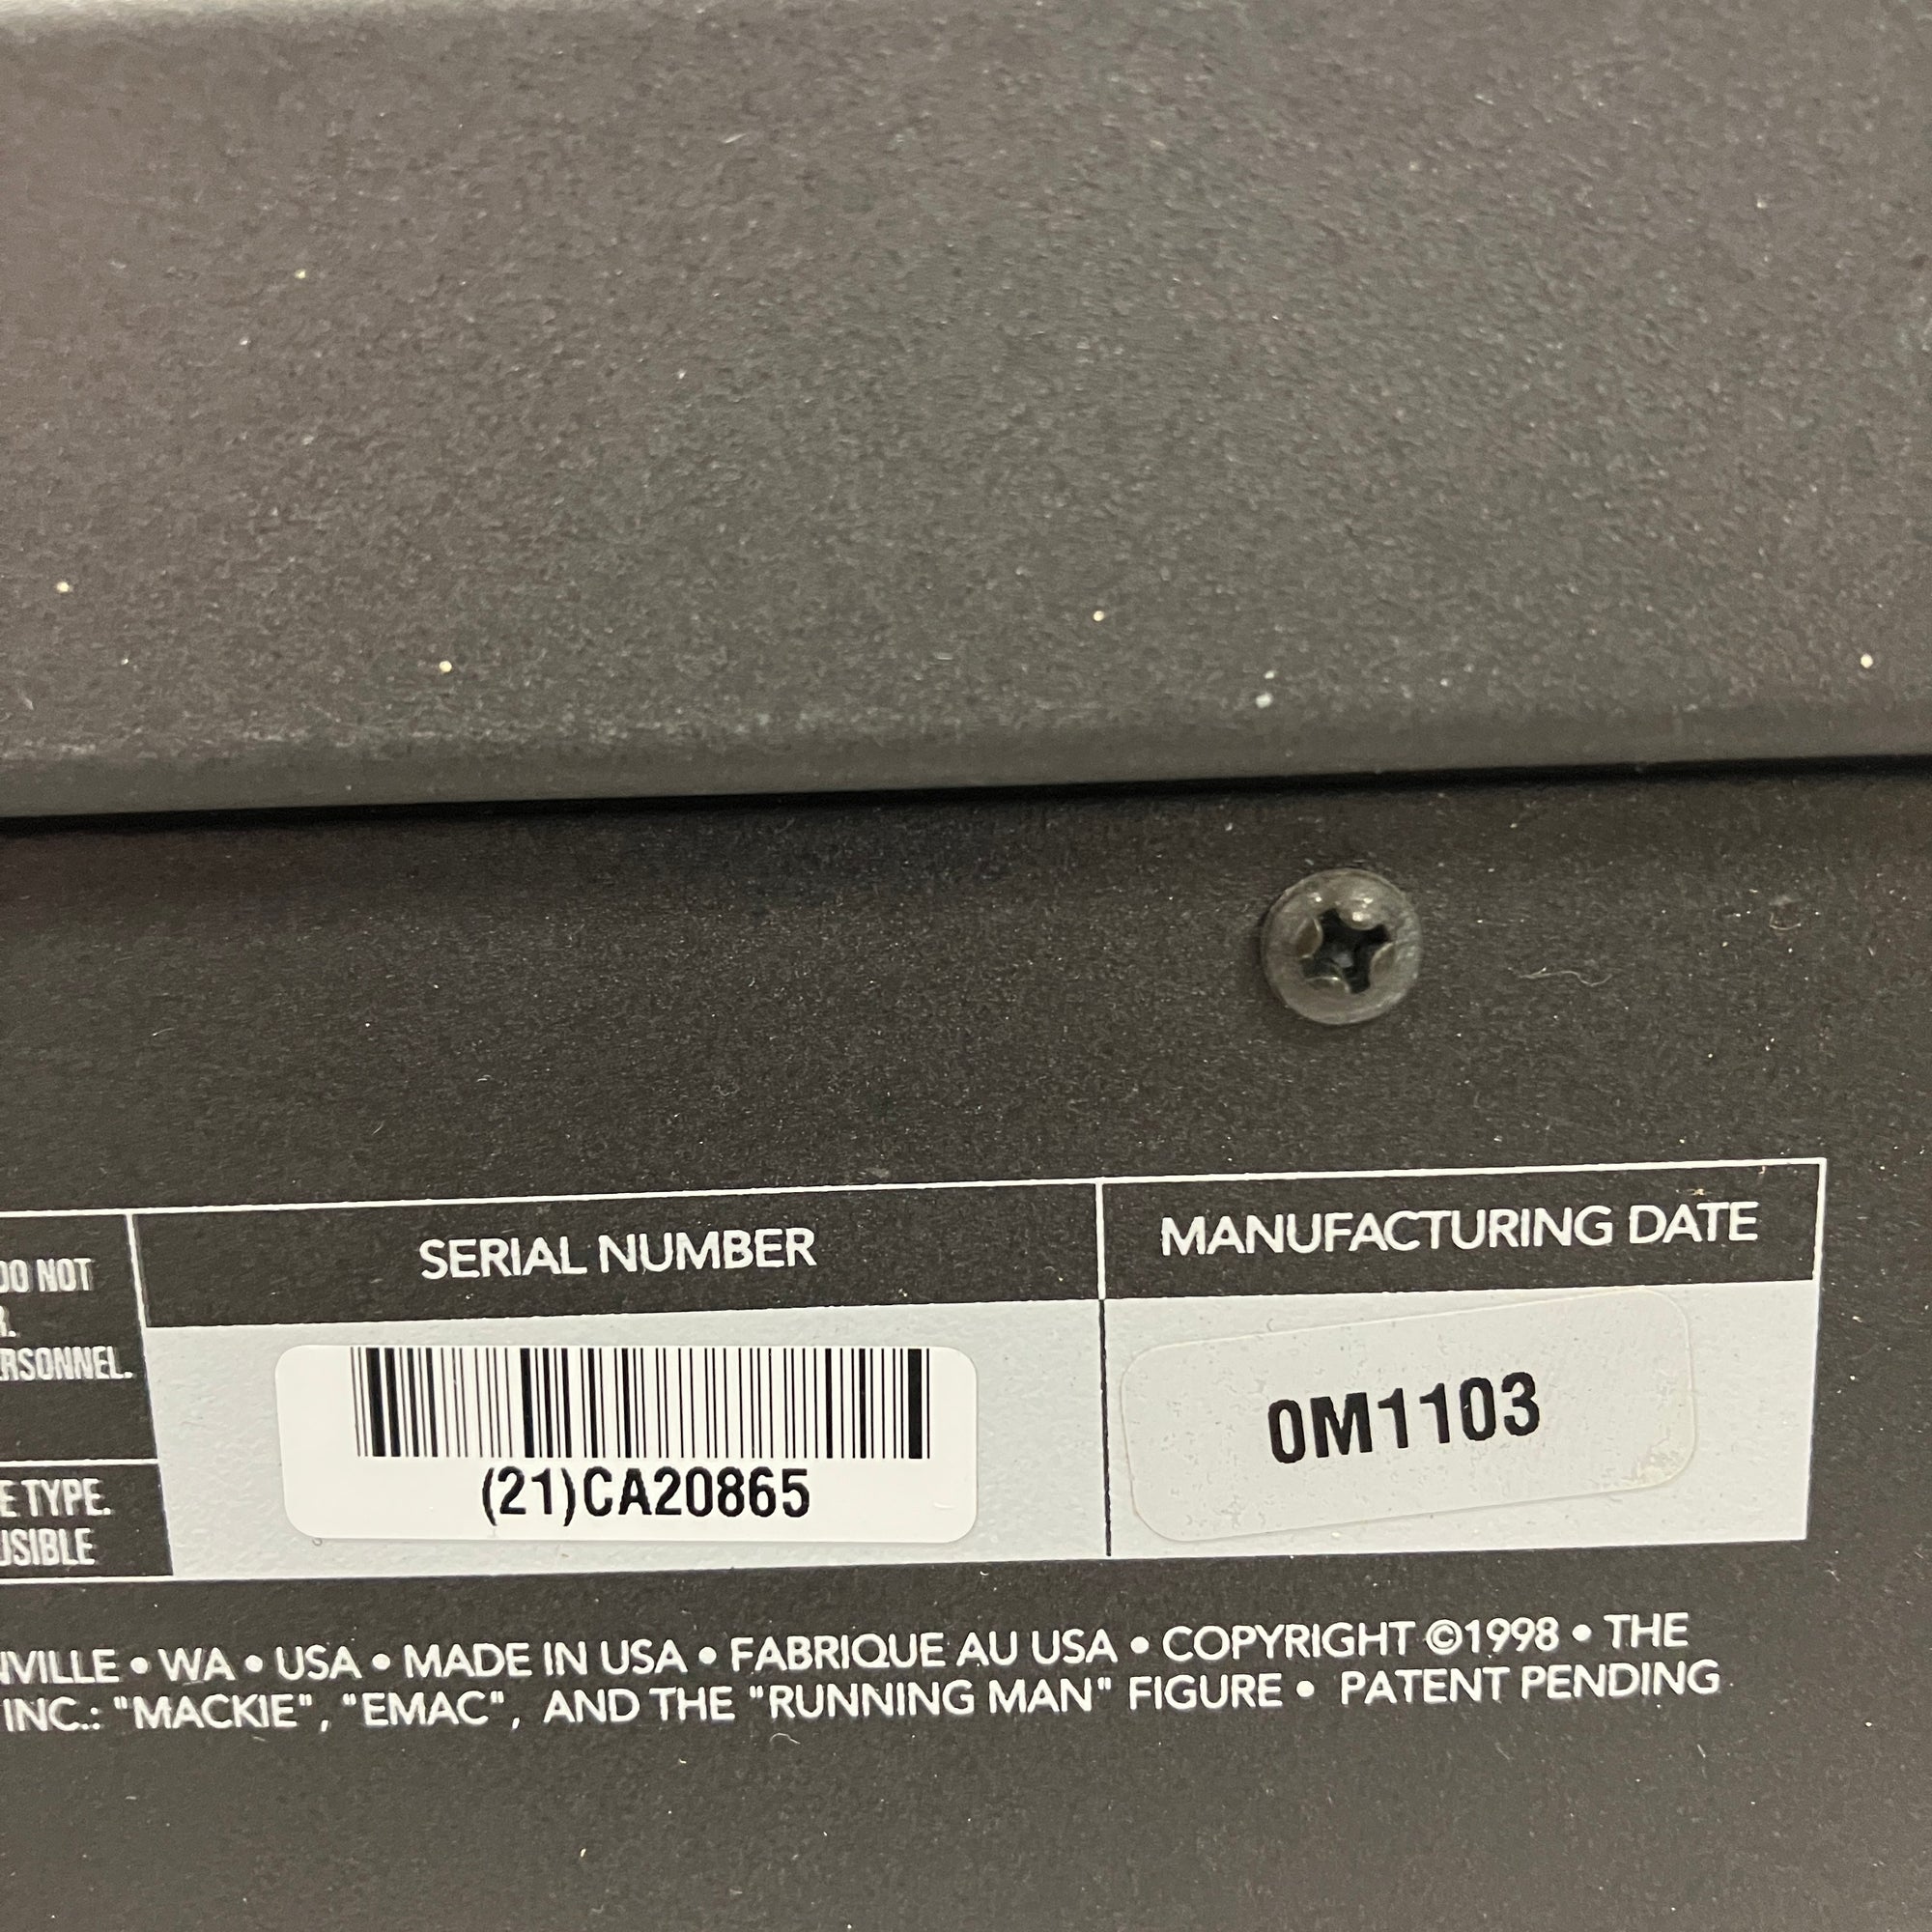 DO NOT
R.
RSONNEL.
E TYPE.
USIBLE
SERIAL NUMBER
(21)CA20865
MANUFACTURING DATE
0M1103
NVILLE • WA • USA • MADE IN USA • FABRIQUE AU USA • COPYRIGHT ©1998 • THE
INC.: "MACKIE", "EMAC", AND THE "RUNNING MAN" FIGURE • PATENT PENDING